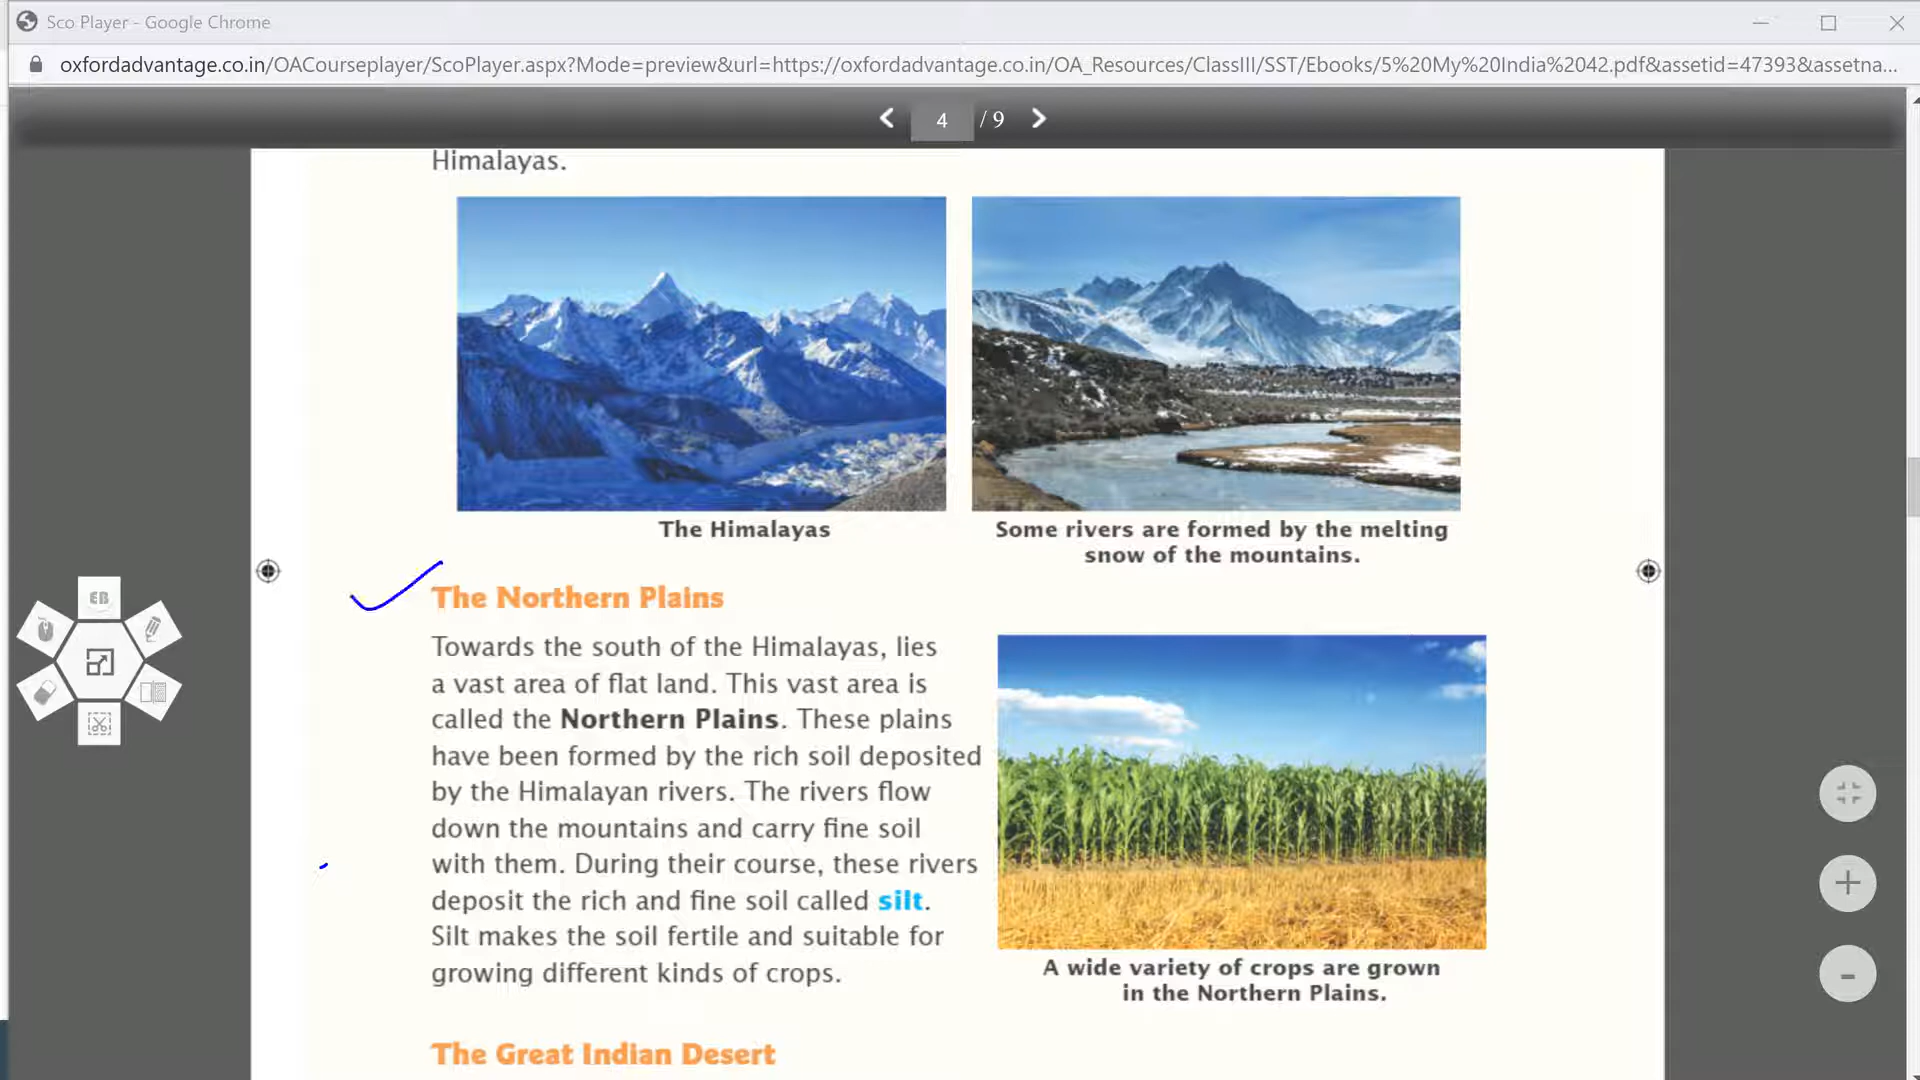 Sco Player - Google Chrome
oxfordadvantage.co.in/OACourseplayer/ScoPlayer.aspx?Mode=preview&url=https://oxfordadvantage.co.in/OA_Resources/ClassIII/SST/Ebooks/5%20My%20India%2042.pdf&assetid=47393&assetna...
4 / 9
Himalayas.
The Himalayas
Some rivers are formed by the melting
snow of the mountains.
The Northern Plains
Towards the south of the Himalayas, lies
a vast area of flat land. This vast area is
called the Northern Plains. These plains
have been formed by the rich soil deposited
by the Himalayan rivers. The rivers flow
down the mountains and carry fine soil
with them. During their course, these rivers
deposit the rich and fine soil called silt.
Silt makes the soil fertile and suitable for
growing different kinds of crops.
A wide variety of crops are grown
in the Northern Plains.
The Great Indian Desert
EB